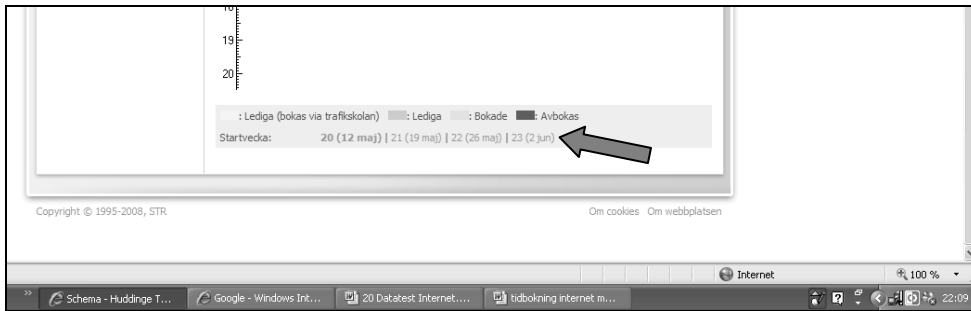 19
20
: Lediga (bokas via trafikskolan) : Lediga : Bokade : Avbokas
Startvecka: 20 (12 maj) | 21 (19 maj) | 22 (26 maj) | 23 (2 jun)
Copyright © 1995-2008, STR Om cookies Om webbplatsen
Internet 100 %
» Schema - Huddinge T... Google - Windows Int... 20 Datatest Internet.... tidbokning internet m... 22:09